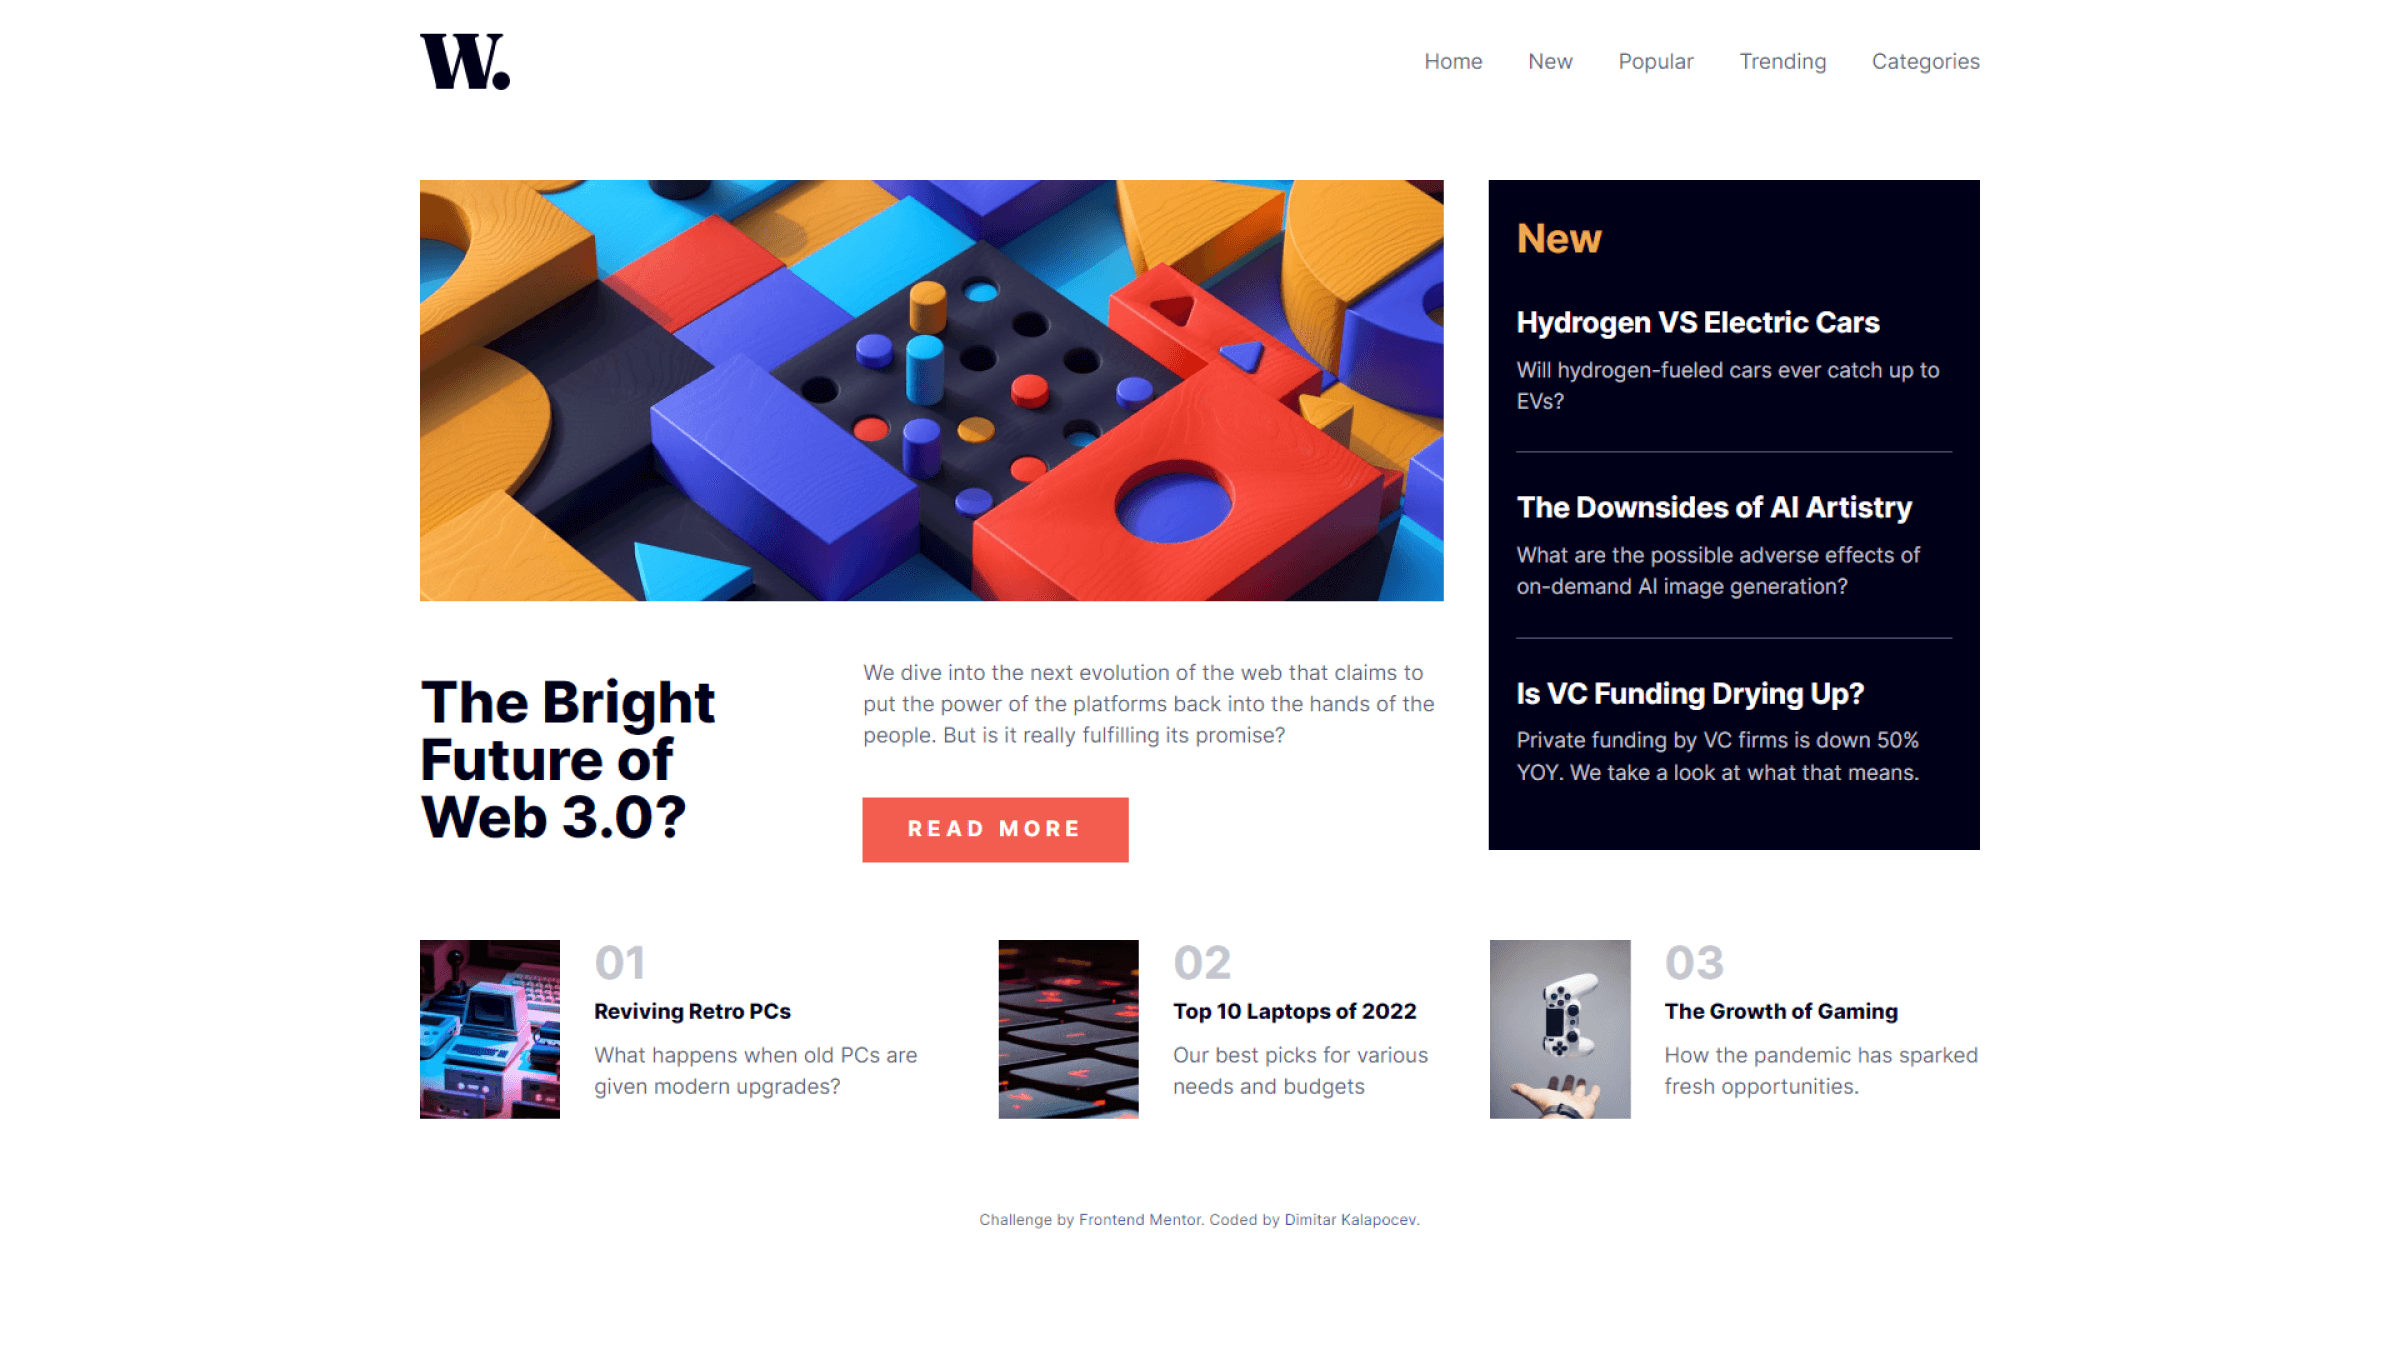 W.
Home New Popular Trending Categories
New
Hydrogen VS Electric Cars
Will hydrogen-fueled cars ever catch up to
EVs?
The Downsides of AI Artistry
What are the possible adverse effects of
on-demand AI image generation?
Is VC Funding Drying Up?
Private funding by VC firms is down 50%
YOY. We take a look at what that means.
The Bright
Future of
Web 3.0?
We dive into the next evolution of the web that claims to
put the power of the platforms back into the hands of the
people. But is it really fulfilling its promise?
READ MORE
01
Reviving Retro PCs
What happens when old PCs are
given modern upgrades?
02
Top 10 Laptops of 2022
Our best picks for various
needs and budgets
03
The Growth of Gaming
How the pandemic has sparked
fresh opportunities.
Challenge by Frontend Mentor. Coded by Dimitar Kalapocev.